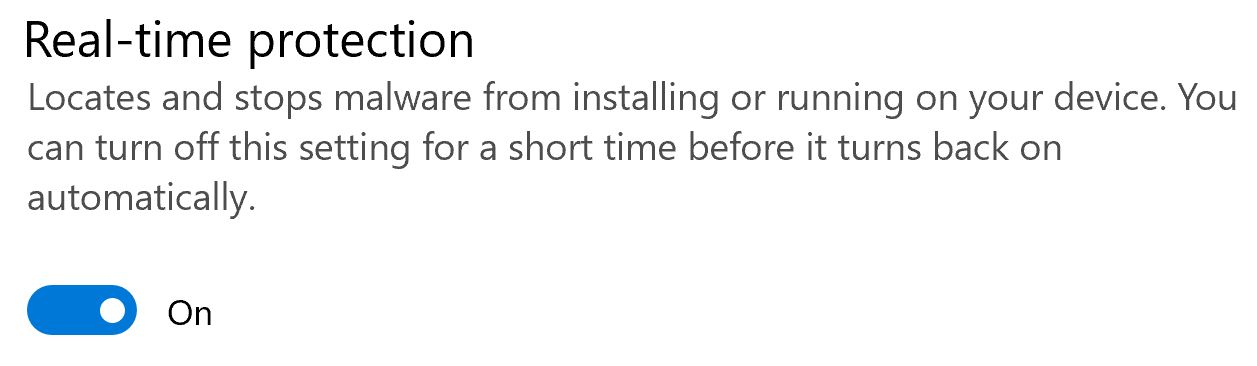 Real-time protection
Locates and stops malware from installing or running on your device. You
can turn off this setting for a short time before it turns back on
automatically.
On